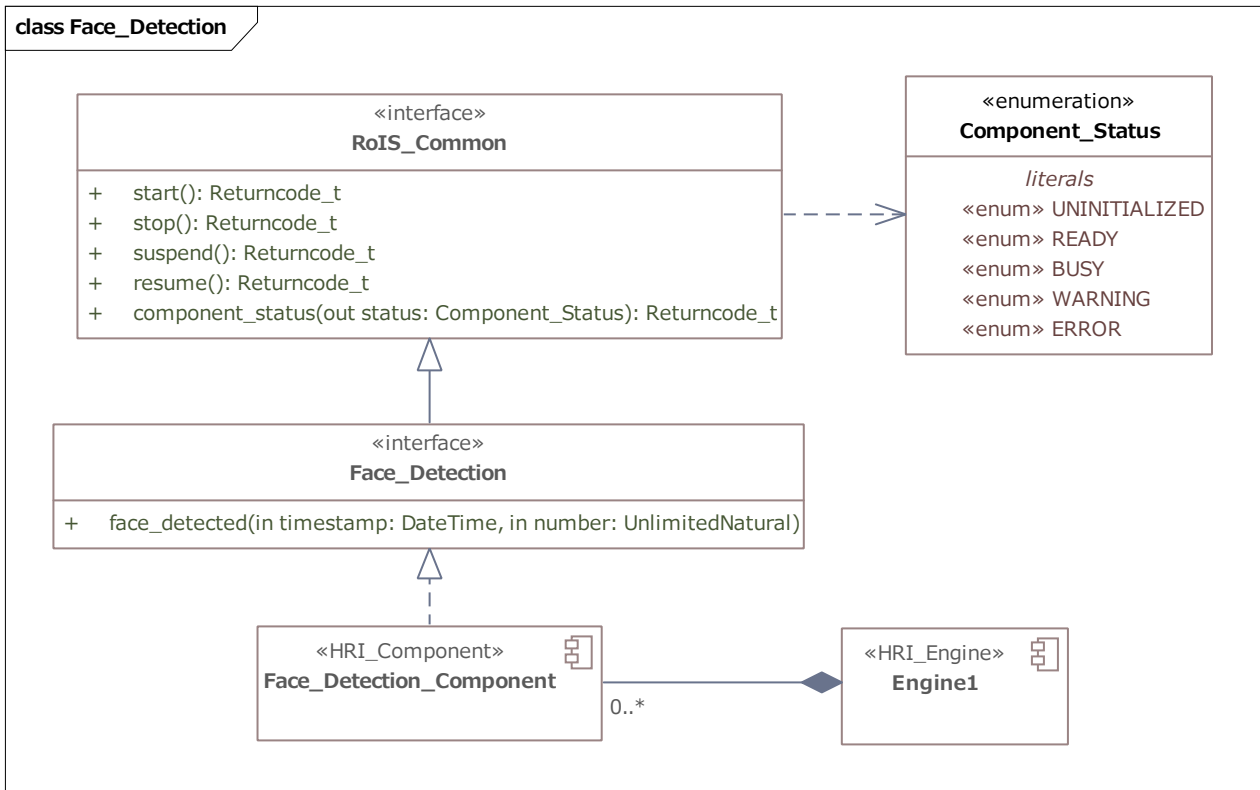 class Face_Detection
«interface»
RoIS_Common
+ start(): Returncode_t
+ stop(): Returncode_t
+ suspend(): Returncode_t
+ resume(): Returncode_t
+ component_status(out status: Component_Status): Returncode_t
«enumeration»
Component_Status
literals
«enum» UNINITIALIZED
«enum» READY
«enum» BUSY
«enum» WARNING
«enum» ERROR
«interface»
Face_Detection
+ face_detected(in timestamp: DateTime, in number: UnlimitedNatural)
«HRI_Component»
Face_Detection_Component
0..*
«HRI_Engine»
Engine1